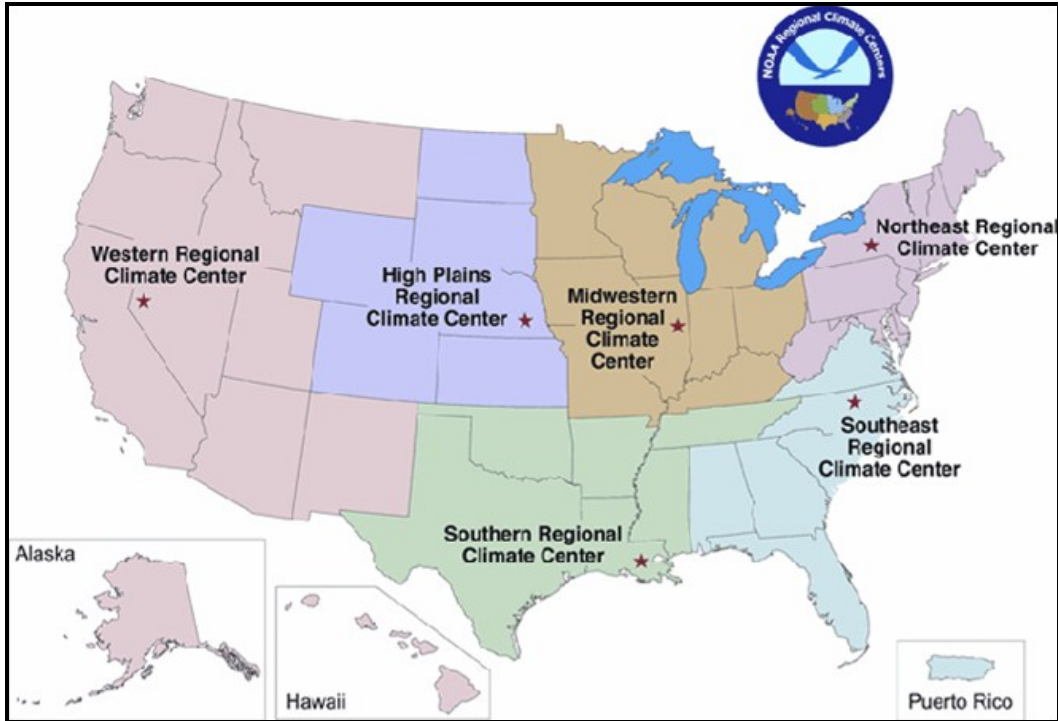 NOAA Regional Climate Centers
Northeast Regional
Climate Center
Western Regional
Climate Center
High Plains
Regional
Climate Center
Midwestern
Regional
Climate
Center
Southeast
Regional
Climate Center
Southern Regional
Climate Center
Alaska
Hawaii
Puerto Rico